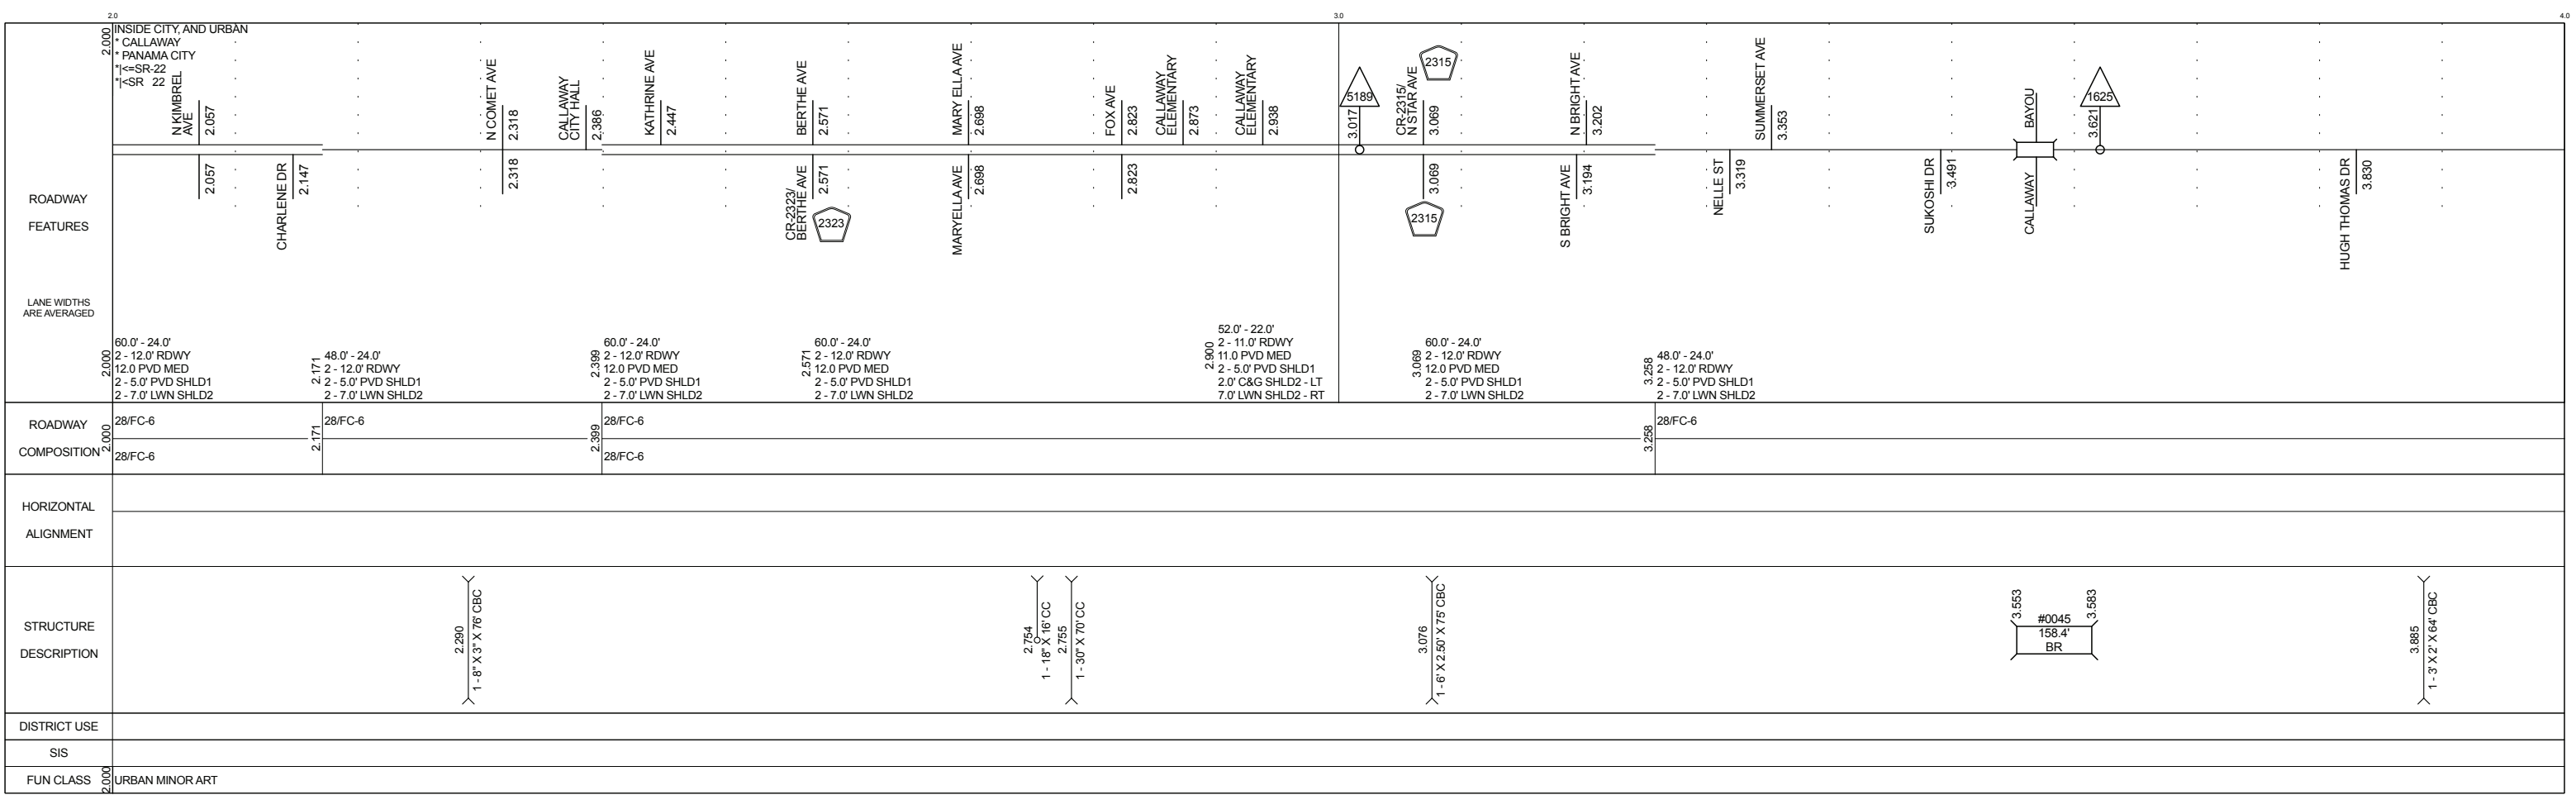 2.0
3.0
4.0
2.000
INSIDE CITY, AND URBAN
* CALLAWAY
* PANAMA CITY
*|<=SR-22
*|<SR 22
N KIMBREL
AVE
2.057
N COMET AVE
2.318
CALLAWAY
CITY HALL
2.386
KATHRINE AVE
2.447
BERTHE AVE
2.571
MARY ELLA AVE
2.698
FOX AVE
2.823
CALLAWAY
ELEMENTARY
2.873
CALLAWAY
ELEMENTARY
2.938
5189
3.017
CR-2315/
N STAR AVE
3.069
2315
N BRIGHT AVE
3.202
SUMMERSET AVE
3.353
BAYOU
1625
3.621
ROADWAY
FEATURES
2.057
CHARLENE DR
2.147
2.318
CR-2323/
BERTHE AVE
2.571
2323
MARYELLA AVE
2.698
2.823
3.069
2315
S BRIGHT AVE
3.194
NELLE ST
3.319
SUKOSHI DR
3.491
CALLAWAY
HUGH THOMAS DR
3.830
LANE WIDTHS
ARE AVERAGED
2.000
60.0' - 24.0'
2 - 12.0' RDWY
12.0 PVD MED
2 - 5.0' PVD SHLD1
2 - 7.0' LWN SHLD2
2.171
48.0' - 24.0'
2 - 12.0' RDWY
2 - 5.0' PVD SHLD1
2 - 7.0' LWN SHLD2
2.399
60.0' - 24.0'
2 - 12.0' RDWY
12.0 PVD MED
2 - 5.0' PVD SHLD1
2 - 7.0' LWN SHLD2
2.571
60.0' - 24.0'
2 - 12.0' RDWY
12.0 PVD MED
2 - 5.0' PVD SHLD1
2 - 7.0' LWN SHLD2
2.900
52.0' - 22.0'
2 - 11.0' RDWY
11.0 PVD MED
2 - 5.0' PVD SHLD1
2.0' C&G SHLD2 - LT
7.0' LWN SHLD2 - RT
3.069
60.0' - 24.0'
2 - 12.0' RDWY
12.0 PVD MED
2 - 5.0' PVD SHLD1
2 - 7.0' LWN SHLD2
3.258
48.0' - 24.0'
2 - 12.0' RDWY
2 - 5.0' PVD SHLD1
2 - 7.0' LWN SHLD2
ROADWAY
COMPOSITION
2.000
28/FC-6
28/FC-6
2.171
28/FC-6
2.399
28/FC-6
28/FC-6
3.258
28/FC-6
HORIZONTAL
ALIGNMENT
STRUCTURE
DESCRIPTION
2.290
1 - 8" X 3" X 76' CBC
2.754
1 - 18" X 16' CC
2.755
1 - 30" X 70' CC
3.076
1 - 6' X 2.50' X 75' CBC
3.553
3.583
#0045
158.4'
BR
3.885
1 - 3' X 2' X 64' CBC
DISTRICT USE
SIS
FUN CLASS
2.000
URBAN MINOR ART